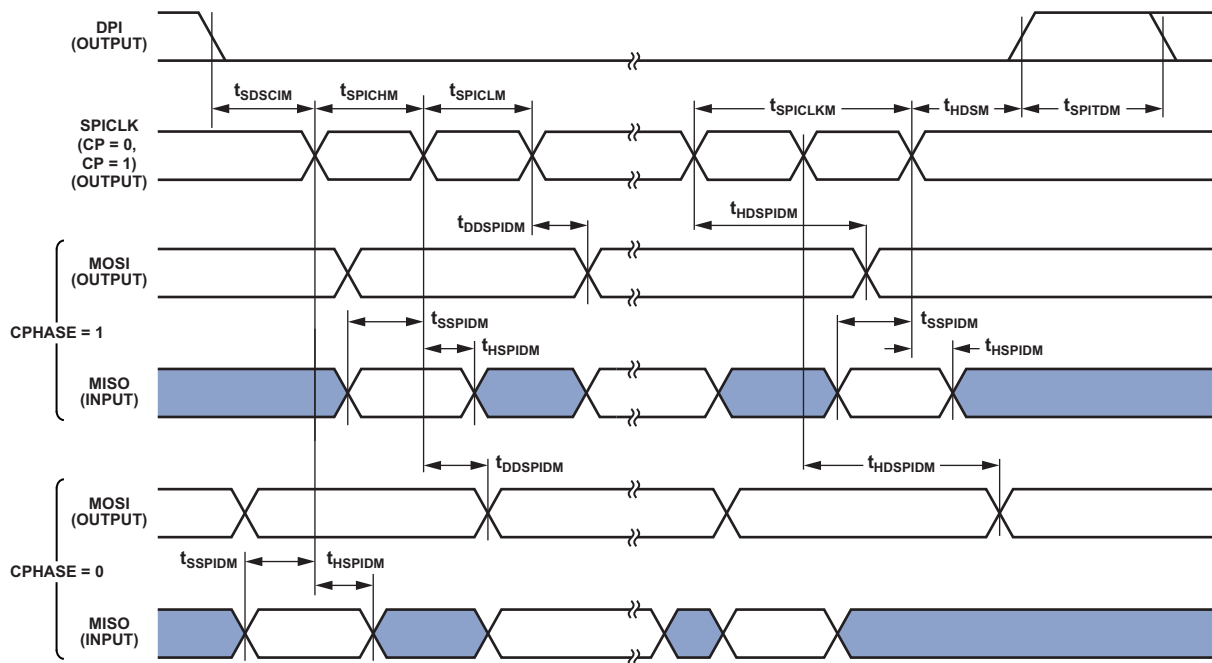 DPI
(OUTPUT)
tSDSCIM
tSPICHM
tSPICLM
tSPICLKM
tHDSM
tSPITDM
SPICLK
(CP = 0,
CP = 1)
(OUTPUT)
tDDSPIDM
tHDSPIDM
MOSI
(OUTPUT)
CPHASE = 1
tSSPIDM
tSSPIDM
tHSPIDM
tHSPIDM
MISO
(INPUT)
tDDSPIDM
tHDSPIDM
MOSI
(OUTPUT)
tSSPIDM
tHSPIDM
CPHASE = 0
MISO
(INPUT)